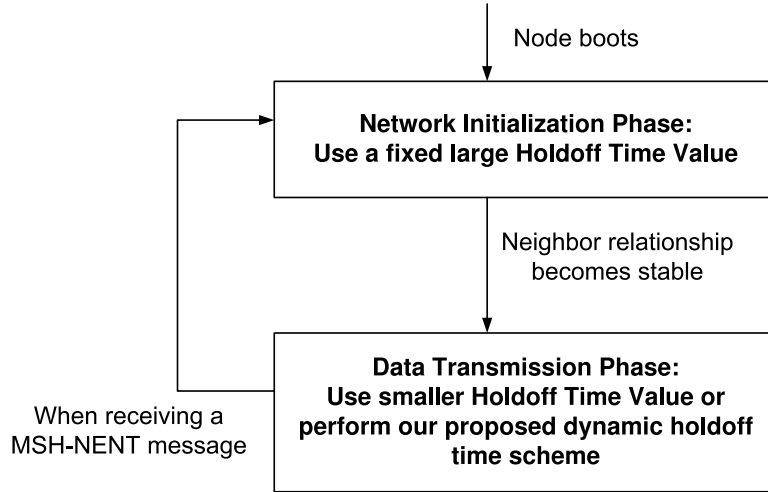 Node boots
Network Initialization Phase:
Use a fixed large Holdoff Time Value
Neighbor relationship
becomes stable
Data Transmission Phase:
Use smaller Holdoff Time Value or
perform our proposed dynamic holdoff
time scheme
When receiving a
MSH-NENT message